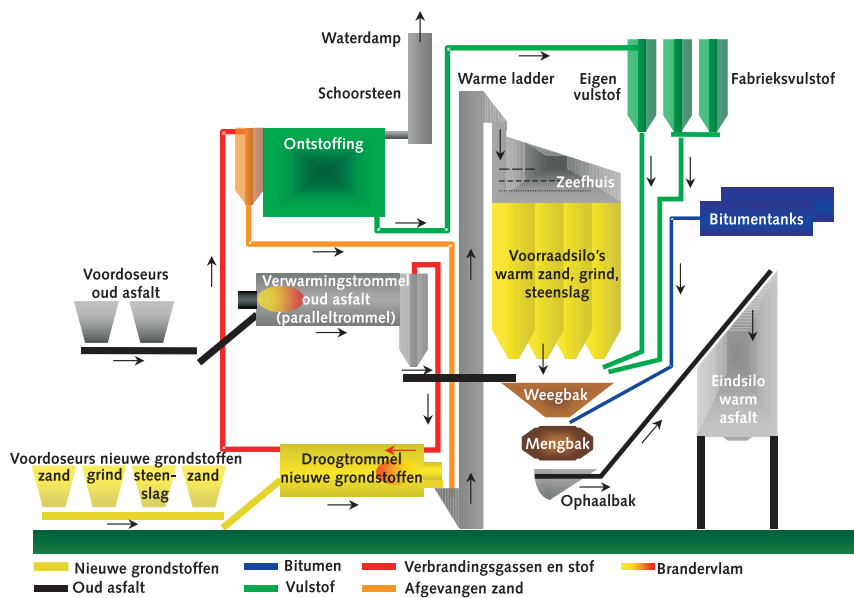 Waterdamp
Schoorsteen
Warme ladder
Eigen
vulstof
Fabrieksvulstof
Ontstoffing
Zeefhuis
Bitumentanks
Voorraadsilo's
warm zand, grind,
steenslag
Voordoseurs
oud asfalt
Verwarmingstrommel
oud asfalt
(paralleltrommel)
Weegbak
Mengbak
Ophaalbak
Eindsilo
warm
asfalt
Voordoseurs nieuwe grondstoffen
zand
grind
steen-
slag
zand
Droogtrommel
nieuwe grondstoffen
Nieuwe grondstoffen
Bitumen
Verbrandingsgassen en stof
Brandervlam
Oud asfalt
Vulstof
Afgevangen zand